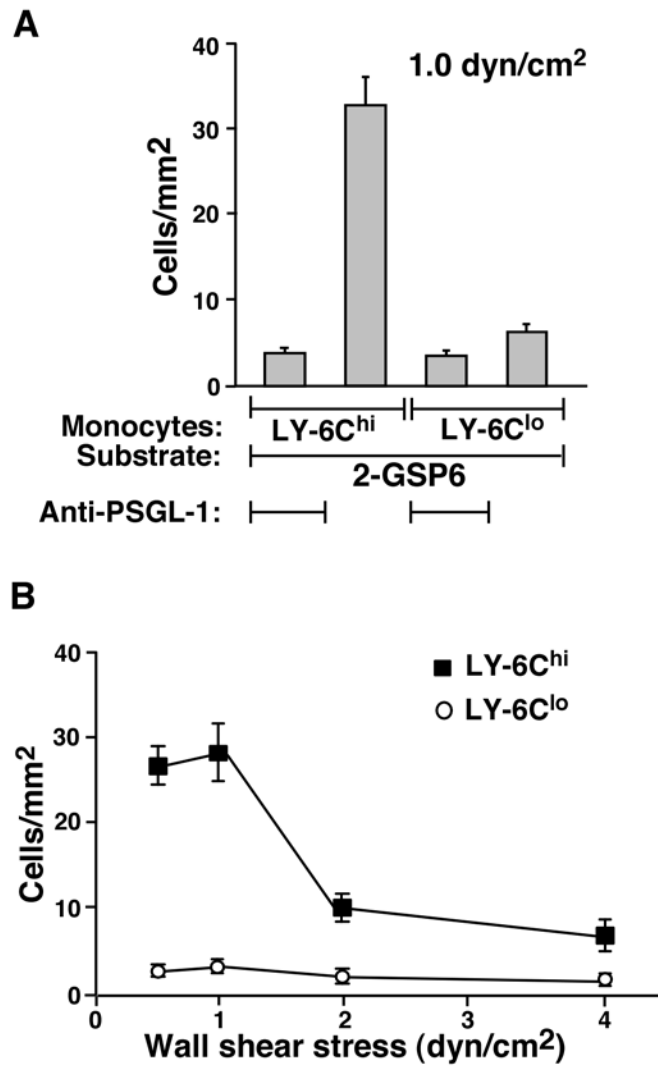 A
1.0 dyn/cm²
40
30
20
10
0
Cells/mm²
Monocytes: LY-6Cʰⁱ LY-6Cˡᵒ
Substrate: 2-GSP6
Anti-PSGL-1:
B
40
30
20
10
0
Cells/mm²
LY-6Cʰⁱ
LY-6Cˡᵒ
0 1 2 3 4
Wall shear stress (dyn/cm²)